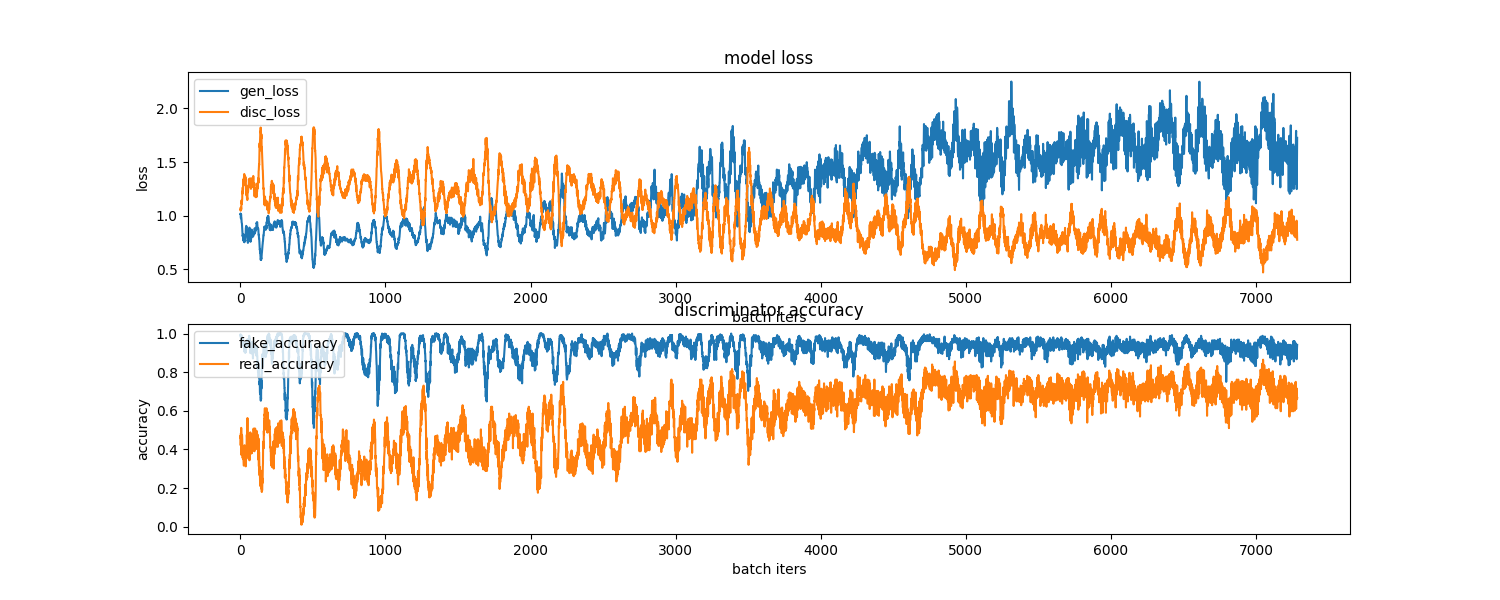 model loss
gen_loss
disc_loss
loss
2.0
1.5
1.0
0.5
0 1000 2000 3000 4000 5000 6000 7000
batch iters
discriminator accuracy
fake_accuracy
real_accuracy
accuracy
1.0
0.8
0.6
0.4
0.2
0.0
0 1000 2000 3000 4000 5000 6000 7000
batch iters